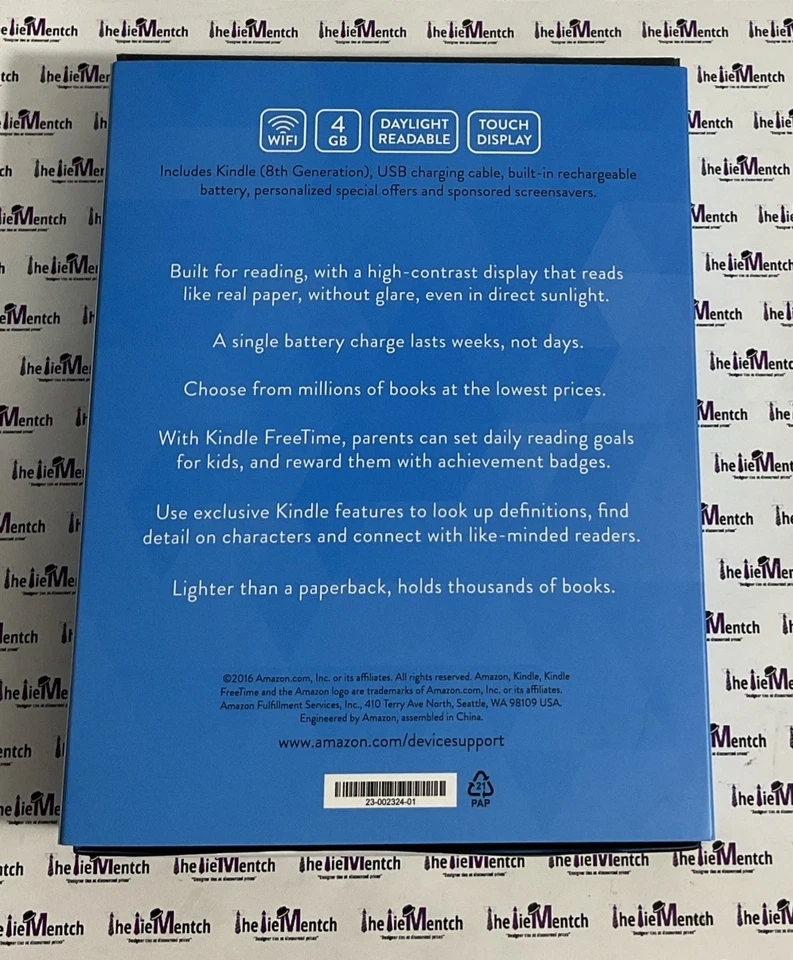 WiFi
4
GB
DAYLIGHT
READABLE
TOUCH
DISPLAY
Includes Kindle (8th Generation), USB charging cable, built-in rechargeable
battery, personalized special offers and sponsored screensavers.
Built for reading, with a high-contrast display that reads
like real paper, without glare, even in direct sunlight.
A single battery charge lasts weeks, not days.
Choose from millions of books at the lowest prices.
With Kindle FreeTime, parents can set daily reading goals
for kids, and reward them with achievement badges.
Use exclusive Kindle features to look up definitions, find
detail on characters and connect with like-minded readers.
Lighter than a paperback, holds thousands of books.
©2016 Amazon.com, Inc. or its affiliates. All rights reserved. Amazon, Kindle, Kindle
FreeTime and the Amazon logo are trademarks of Amazon.com, Inc. or its affiliates.
Amazon Fulfillment Services, Inc., 410 Terry Ave North, Seattle, WA 98109 USA.
Engineered by Amazon, assembled in China.
www.amazon.com/devicesupport
23-002324-01
21
PAP
TheTieMentch
"Designer ties at discounted prices"